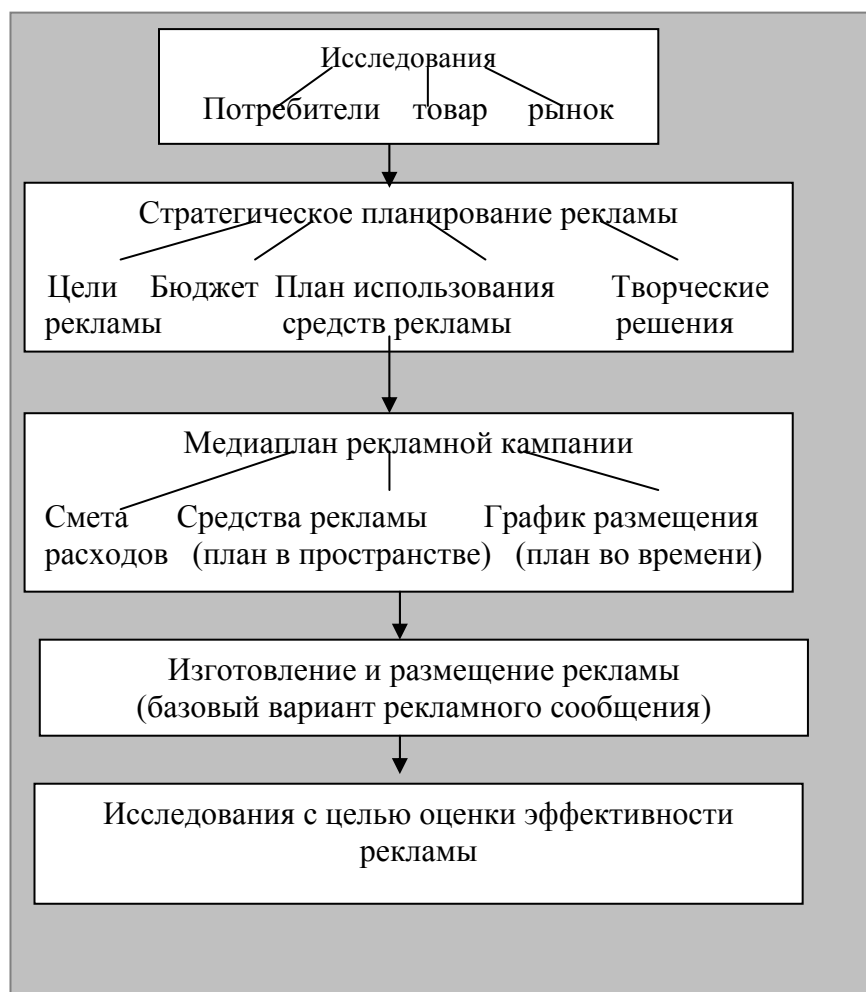 Исследования
Потребители товар рынок
Стратегическое планирование рекламы
Цели Бюджет План использования Творческие
рекламы средств рекламы решения
Медиаплан рекламной кампании
Смета Средства рекламы График размещения
расходов (план в пространстве) (план во времени)
Изготовление и размещение рекламы
(базовый вариант рекламного сообщения)
Исследования с целью оценки эффективности
рекламы